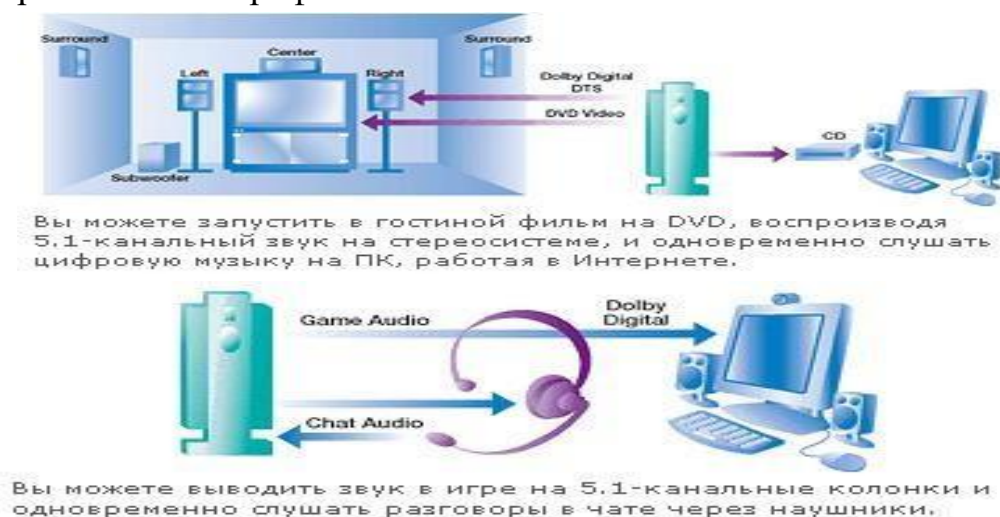 Surround
Surround
Center
Left
Right
Dolby Digital
DTS
DVD Video
CD
Subwoofer
Вы можете запустить в гостиной фильм на DVD, воспроизводя
5.1-канальный звук на стереосистеме, и одновременно слушать
цифровую музыку на ПК, работая в Интернете.
Game Audio
Dolby
Digital
Chat Audio
Вы можете выводить звук в игре на 5.1-канальные колонки и
одновременно слушать разговоры в чате через наушники.